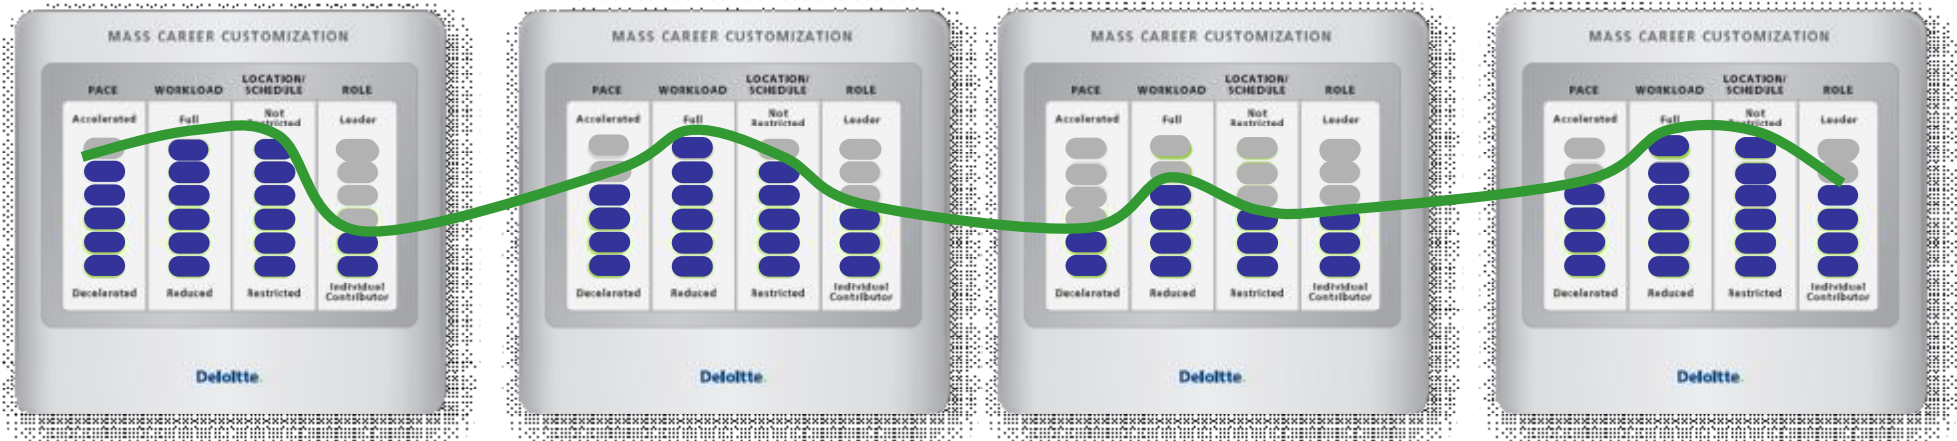 MASS CAREER CUSTOMIZATION
PACE WORKLOAD LOCATION/ SCHEDULE ROLE
Accelerated Full Not Restricted Leader
Decelerated Reduced Restricted Individual Contributor
Deloitte.
MASS CAREER CUSTOMIZATION
PACE WORKLOAD LOCATION/ SCHEDULE ROLE
Accelerated Full Not Restricted Leader
Decelerated Reduced Restricted Individual Contributor
Deloitte.
MASS CAREER CUSTOMIZATION
PACE WORKLOAD LOCATION/ SCHEDULE ROLE
Accelerated Full Not Restricted Leader
Decelerated Reduced Restricted Individual Contributor
Deloitte.
MASS CAREER CUSTOMIZATION
PACE WORKLOAD LOCATION/ SCHEDULE ROLE
Accelerated Full Not Restricted Leader
Decelerated Reduced Restricted Individual Contributor
Deloitte.